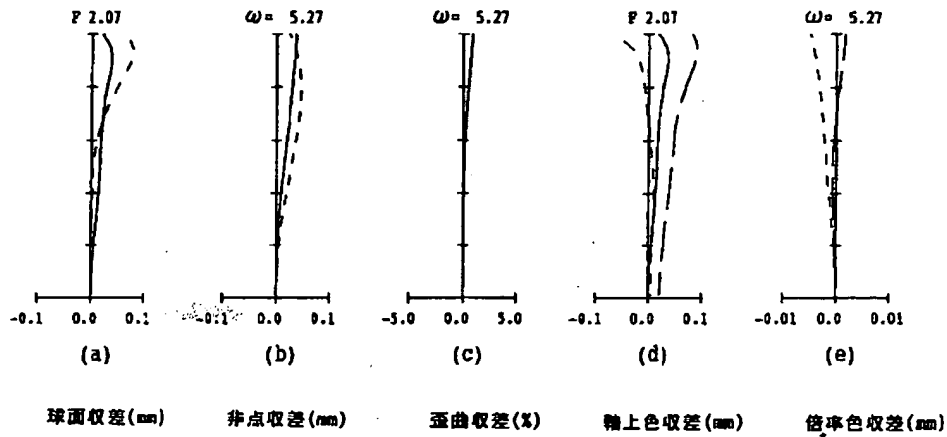 F 2.07 ω= 5.27 ω= 5.27 F 2.07 ω= 5.27
-0.1 0.0 0.1 -0.1 0.0 0.1 -5.0 0.0 5.0 -0.1 0.0 0.1 -0.01 0.0 0.01
(a) (b) (c) (d) (e)
球面収差(mm) 非点収差(mm) 歪曲収差(%) 軸上色収差(mm) 倍率色収差(mm)